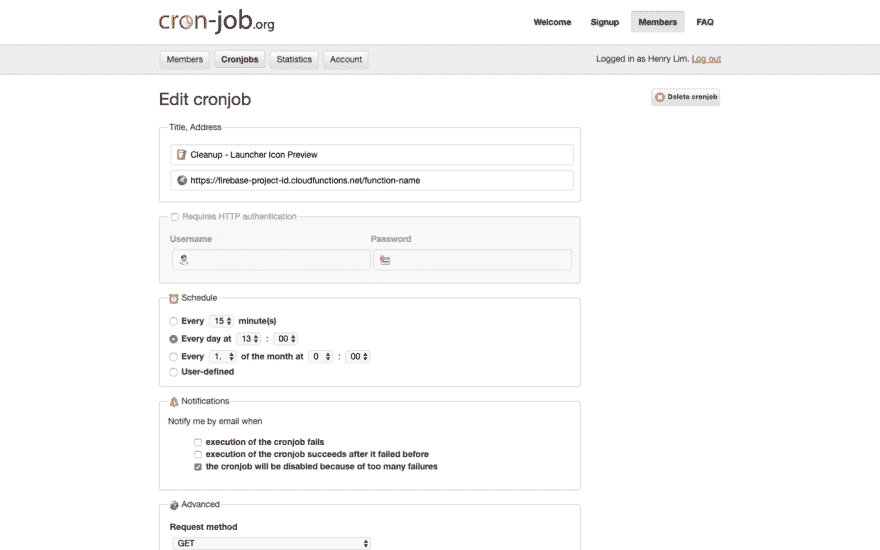 cron-job.org
Welcome Signup Members FAQ
Members Cronjobs Statistics Account Logged in as Henry Lim. Log out
Edit cronjob Delete cronjob
Title, Address
Cleanup - Launcher Icon Preview
https://firebase-project-id.cloudfunctions.net/function-name
Requires HTTP authentication
Username Password
Schedule
Every 15 minute(s)
Every day at 13 : 00
Every 1. of the month at 0 : 00
User-defined
Notifications
Notify me by email when
execution of the cronjob fails
execution of the cronjob succeeds after it failed before
the cronjob will be disabled because of too many failures
Advanced
Request method
GET